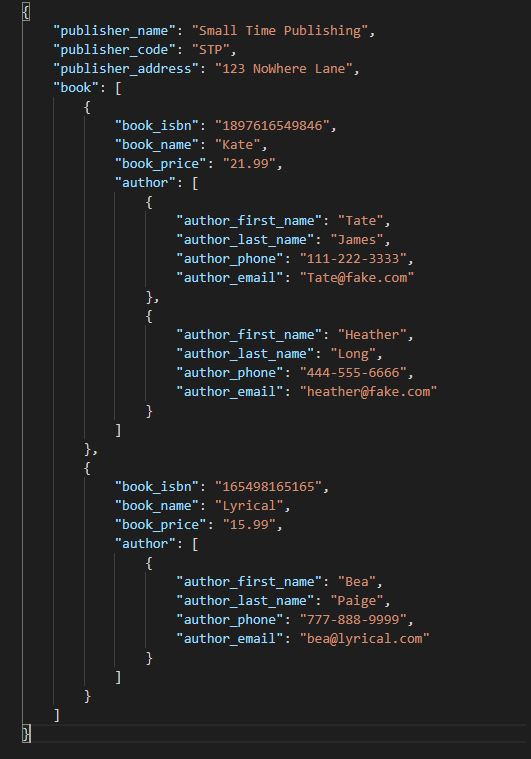 {
"publisher_name": "Small Time Publishing",
"publisher_code": "STP",
"publisher_address": "123 NoWhere Lane",
"book": [
{
"book_isbn": "1897616549846",
"book_name": "Kate",
"book_price": "21.99",
"author": [
{
"author_first_name": "Tate",
"author_last_name": "James",
"author_phone": "111-222-3333",
"author_email": "Tate@fake.com"
},
{
"author_first_name": "Heather",
"author_last_name": "Long",
"author_phone": "444-555-6666",
"author_email": "heather@fake.com"
}
]
},
{
"book_isbn": "165498165165",
"book_name": "Lyrical",
"book_price": "15.99",
"author": [
{
"author_first_name": "Bea",
"author_last_name": "Paige",
"author_phone": "777-888-9999",
"author_email": "bea@lyrical.com"
}
]
}
]
}